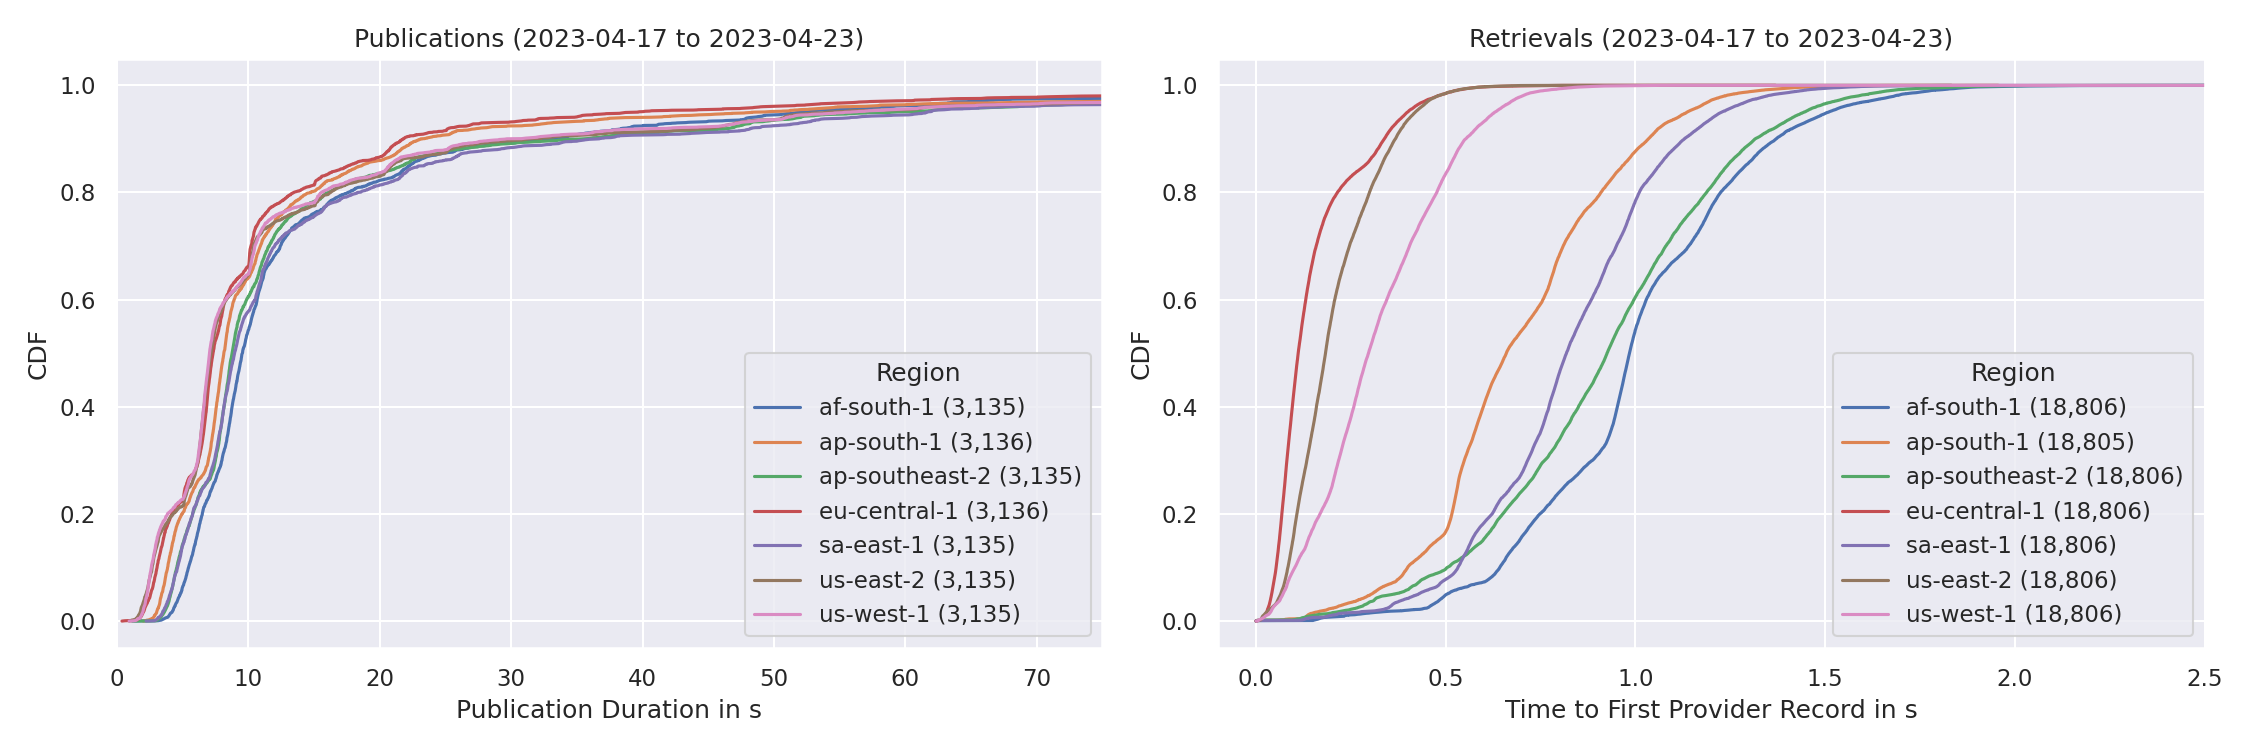 Publications (2023-04-17 to 2023-04-23)
1.0
0.8
0.6
0.4
0.2
0.0
CDF
0 10 20 30 40 50 60 70
Publication Duration in s
Region
af-south-1 (3,135)
ap-south-1 (3,136)
ap-southeast-2 (3,135)
eu-central-1 (3,136)
sa-east-1 (3,135)
us-east-2 (3,135)
us-west-1 (3,135)
Retrievals (2023-04-17 to 2023-04-23)
1.0
0.8
0.6
0.4
0.2
0.0
CDF
0.0 0.5 1.0 1.5 2.0 2.5
Time to First Provider Record in s
Region
af-south-1 (18,806)
ap-south-1 (18,805)
ap-southeast-2 (18,806)
eu-central-1 (18,806)
sa-east-1 (18,806)
us-east-2 (18,806)
us-west-1 (18,806)